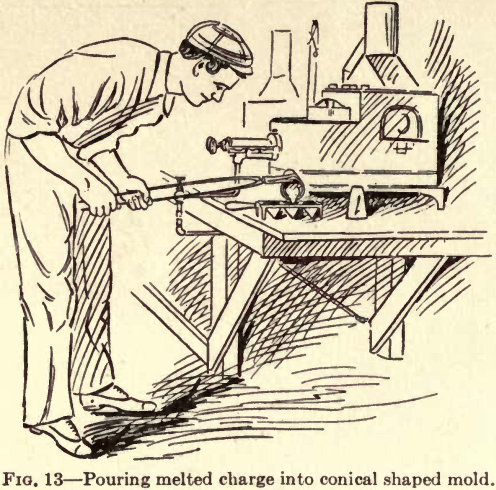 FIG. 13—Pouring melted charge into conical shaped mold.